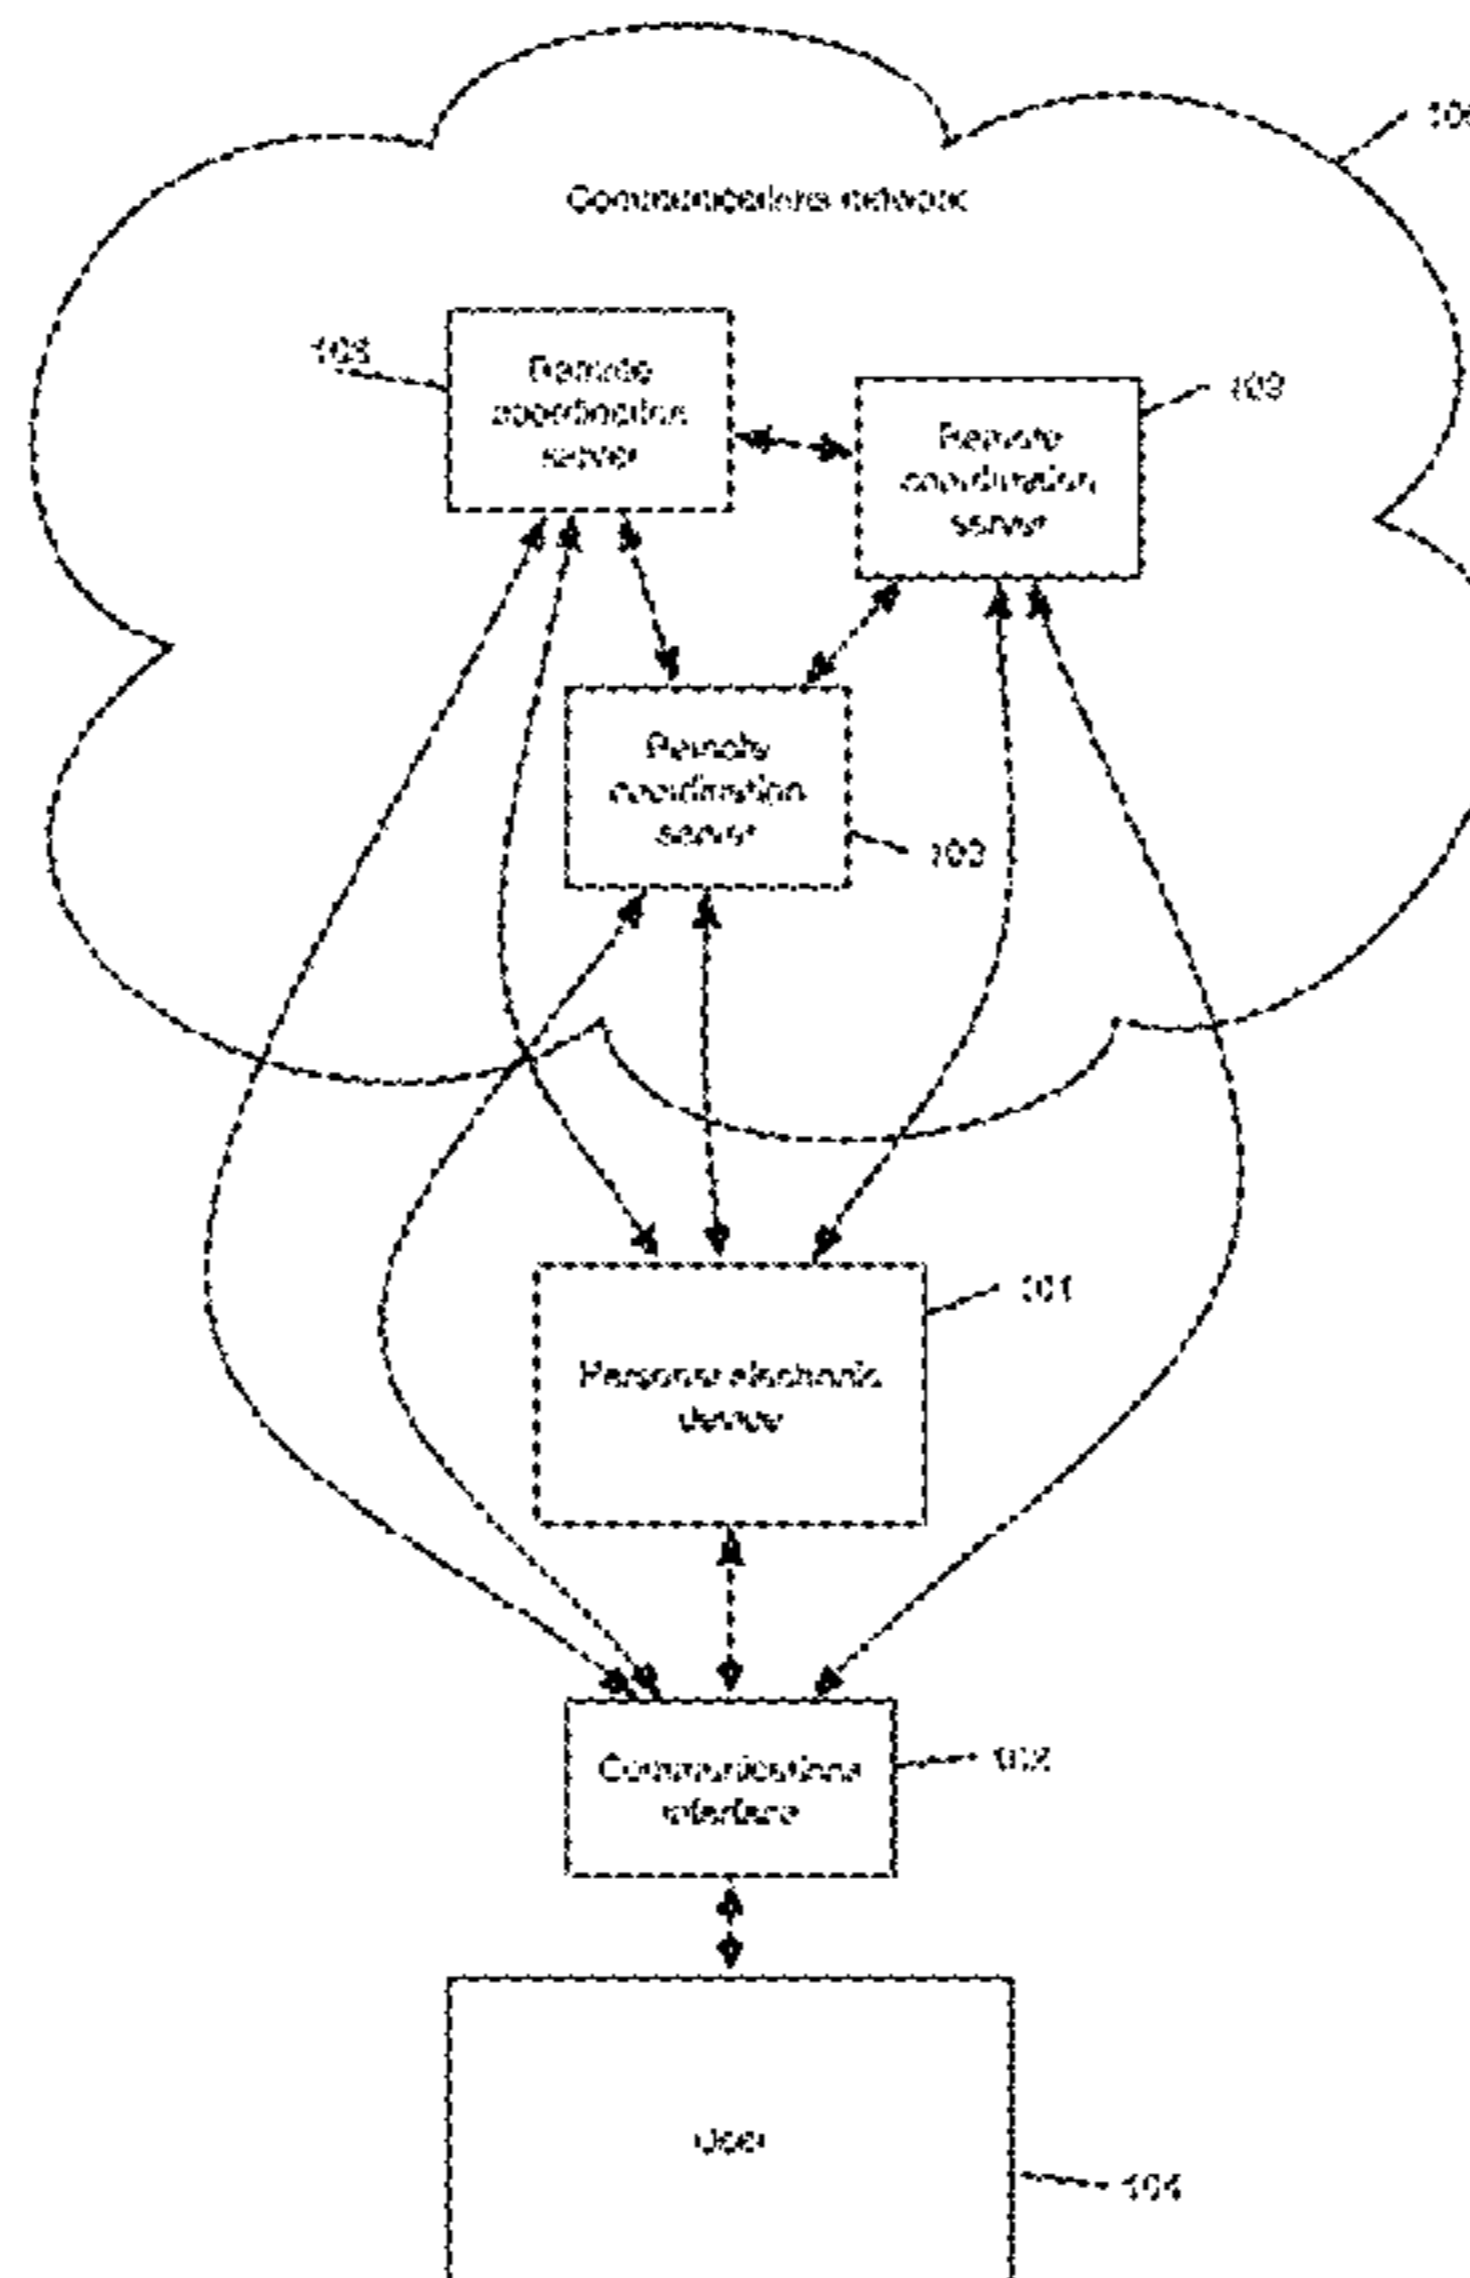 Communications network
Remote
coordination
server
103
Remote
coordination
server
Remote
coordination
server
103
101
Personal electronic
device
Communications
interface
102
User
104